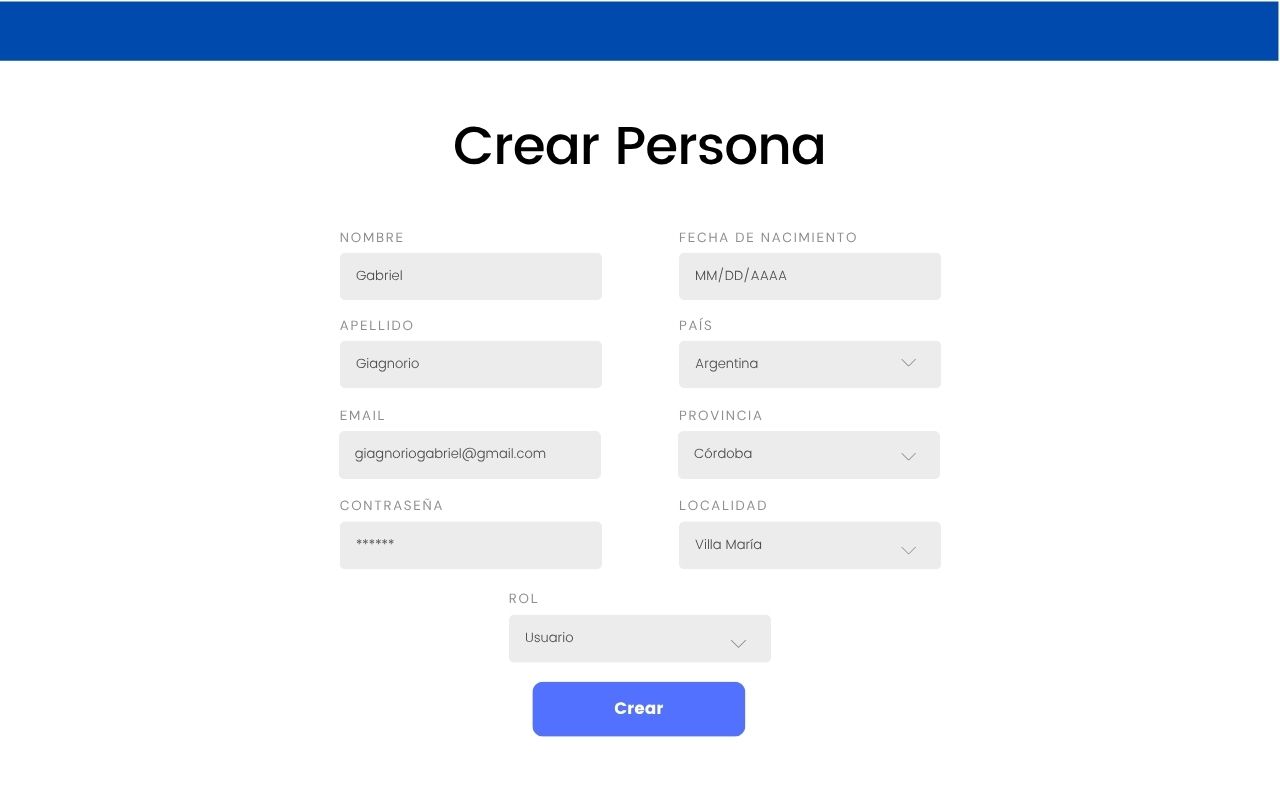 Crear Persona
NOMBRE
Gabriel
FECHA DE NACIMIENTO
MM/DD/AAAA
APELLIDO
Giagnorio
PAÍS
Argentina
EMAIL
giagnoriogabriel@gmail.com
PROVINCIA
Córdoba
CONTRASEÑA
******
LOCALIDAD
Villa María
ROL
Usuario
Crear